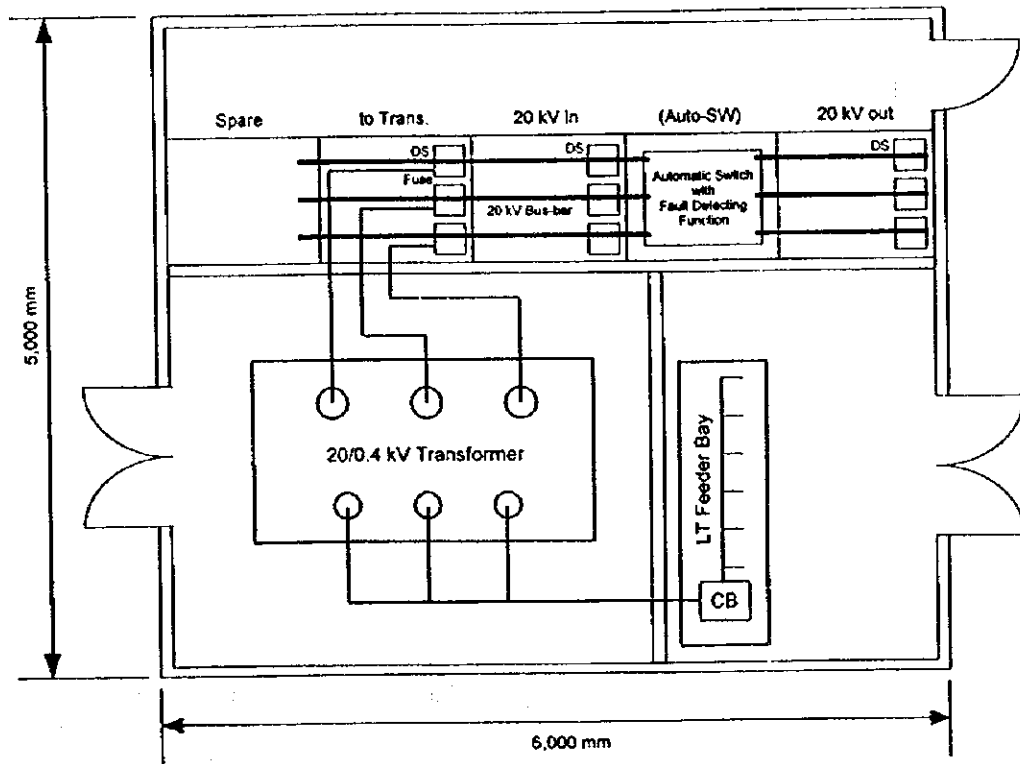 Spare
to Trans.
20 kV In
(Auto-SW)
20 kV out
DS
DS
DS
Fuse
20 kV Bus-bar
Automatic Switch
with
Fault Detecting
Function
5,000 mm
20/0.4 kV Transformer
LT Feeder Bay
CB
6,000 mm